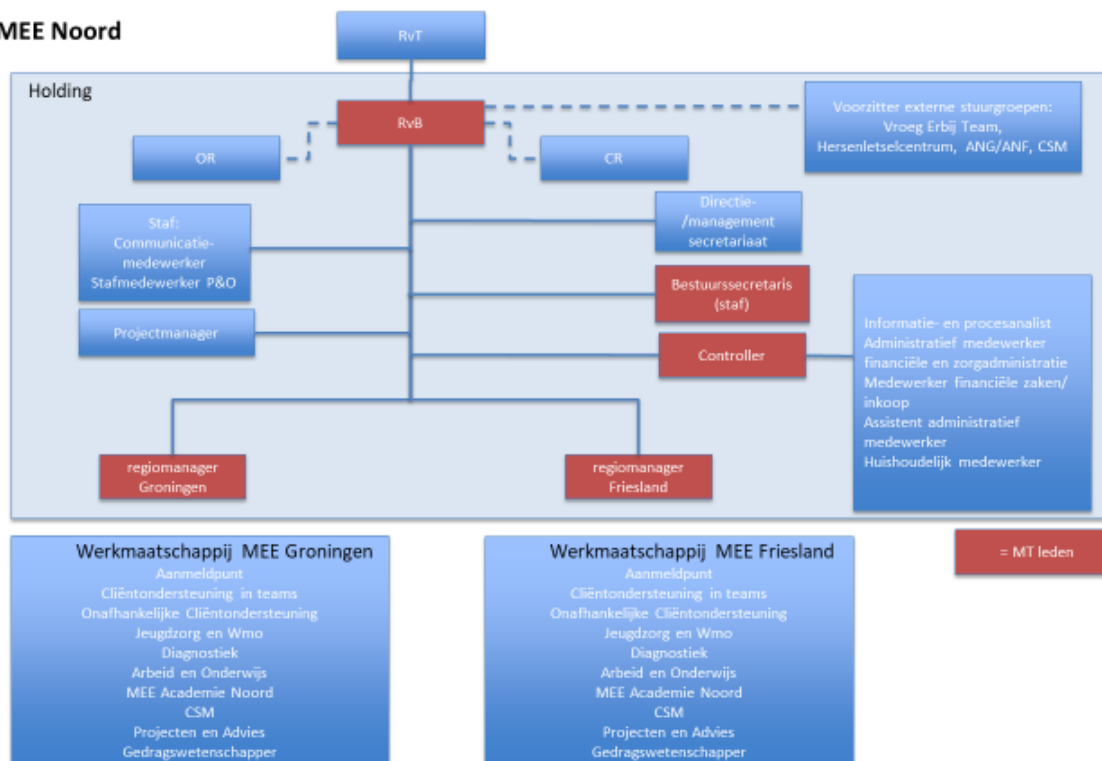 MEE Noord
RvT
Holding
RvB
Voorzitter externe stuurgroepen:
Vroeg Erbij Team,
Hersenletselcentrum, ANG/ANF, CSM
OR
CR
Staf:
Communicatie-
medewerker
Stafmedewerker P&O
Directie-
/management
secretariaat
Bestuurssecretaris
(staf)
Projectmanager
Controller
Informatie- en procesanalist
Administratief medewerker
financiële en zorgadministratie
Medewerker financiële zaken/
inkoop
Assistent administratief
medewerker
Huishoudelijk medewerker
regiomanager
Groningen
regiomanager
Friesland
= MT leden
Werkmaatschappij MEE Groningen
Aanmeldpunt
Cliëntondersteuning in teams
Onafhankelijke Cliëntondersteuning
Jeugdzorg en Wmo
Diagnostiek
Arbeid en Onderwijs
MEE Academie Noord
CSM
Projecten en Advies
Gedragswetenschapper
Werkmaatschappij MEE Friesland
Aanmeldpunt
Cliëntondersteuning in teams
Onafhankelijke Cliëntondersteuning
Jeugdzorg en Wmo
Diagnostiek
Arbeid en Onderwijs
MEE Academie Noord
CSM
Projecten en Advies
Gedragswetenschapper